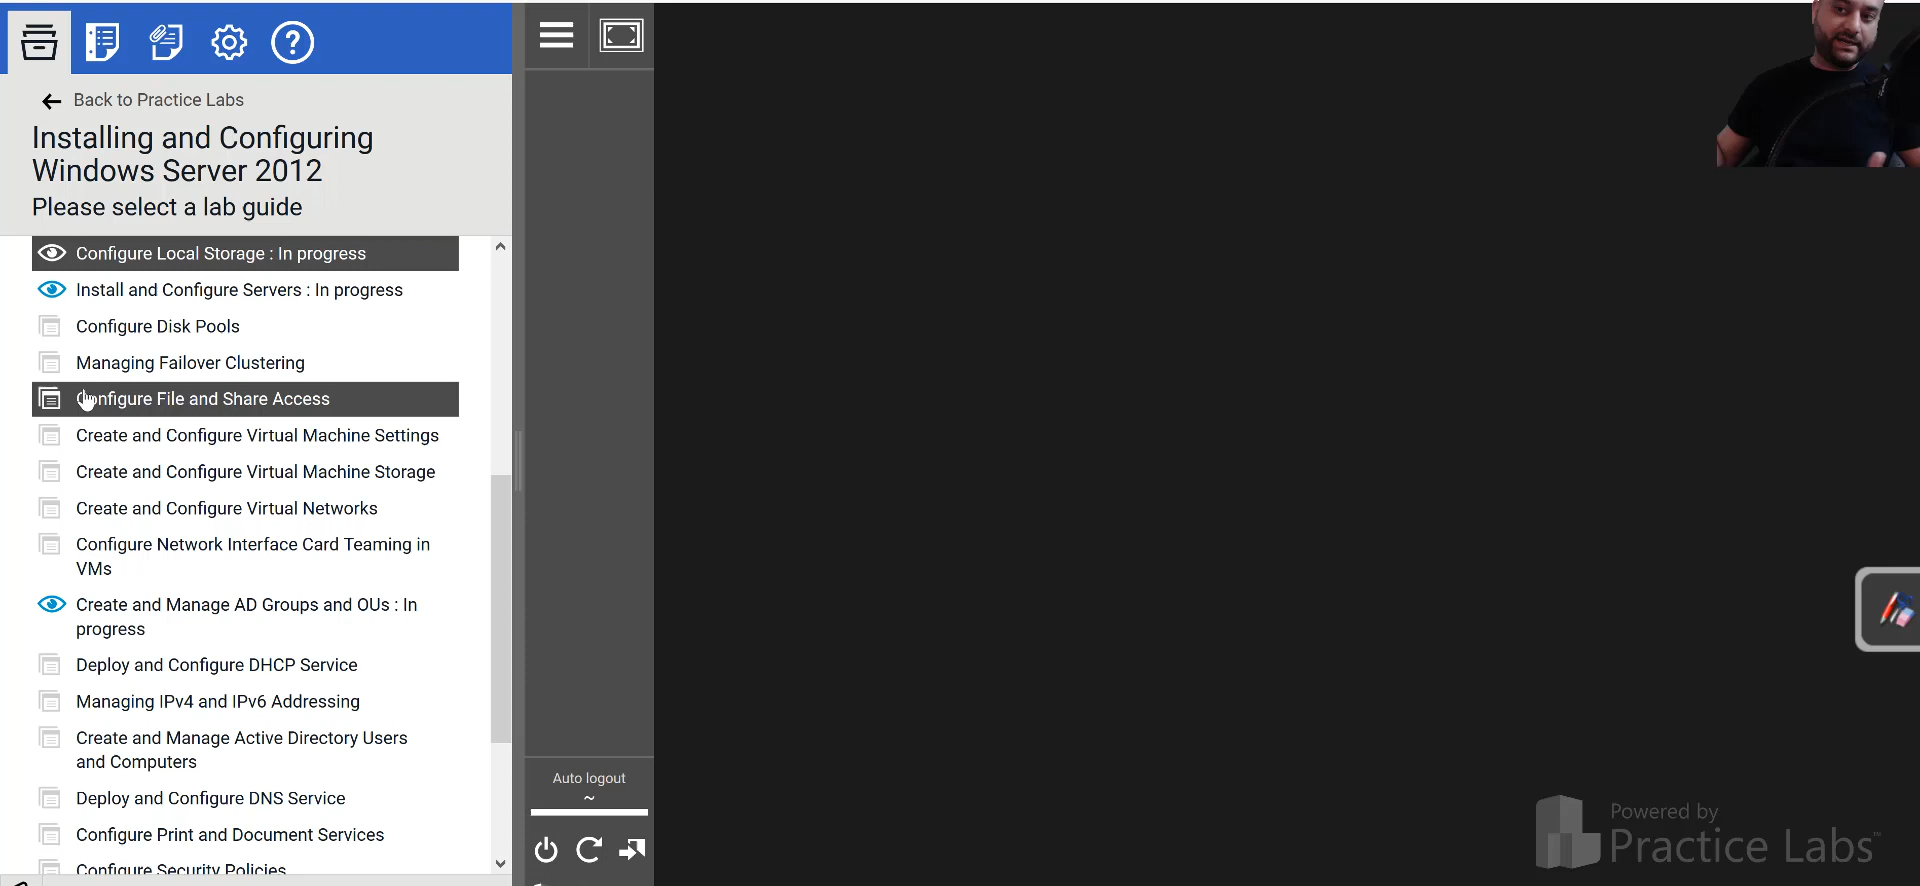 Back to Practice Labs
Installing and Configuring
Windows Server 2012
Please select a lab guide
Configure Local Storage : In progress
Install and Configure Servers : In progress
Configure Disk Pools
Managing Failover Clustering
Configure File and Share Access
Create and Configure Virtual Machine Settings
Create and Configure Virtual Machine Storage
Create and Configure Virtual Networks
Configure Network Interface Card Teaming in
VMs
Create and Manage AD Groups and OUs : In
progress
Deploy and Configure DHCP Service
Managing IPv4 and IPv6 Addressing
Create and Manage Active Directory Users
and Computers
Deploy and Configure DNS Service
Configure Print and Document Services
Configure Security Policies
Auto logout
~
Powered by
Practice Labs™